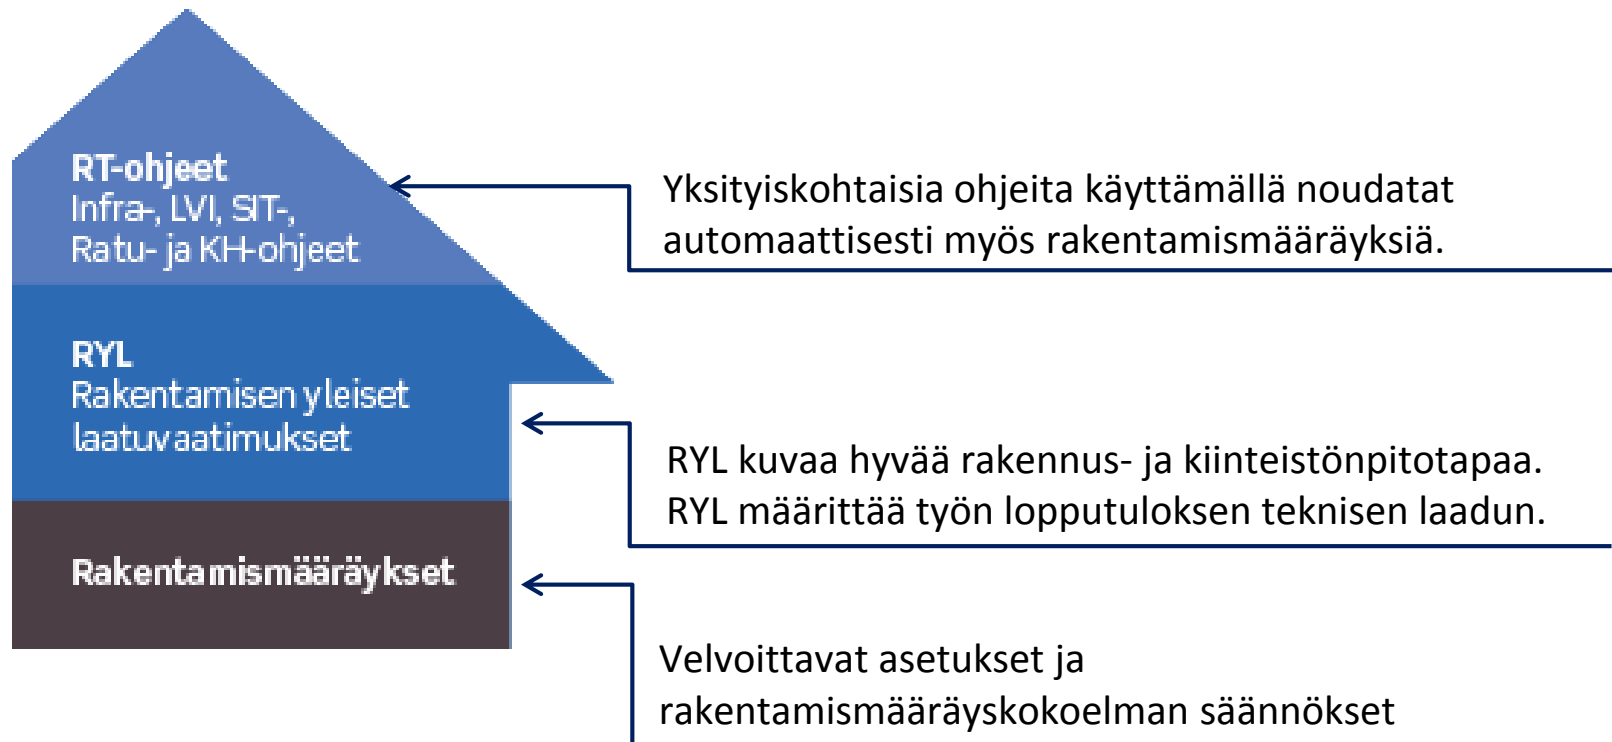 RT-ohjeet
Infra-, LVI, SIT-,
Ratu- ja KH-ohjeet
Yksityiskohtaisia ohjeita käyttämällä noudatat
automaattisesti myös rakentamismääräyksiä.
RYL
Rakentamisen yleiset
laatuvaatimukset
RYL kuvaa hyvää rakennus- ja kiinteistönpitotapaa.
RYL määrittää työn lopputuloksen teknisen laadun.
Rakentamismääräykset
Velvoittavat asetukset ja
rakentamismääräyskokoelman säännökset